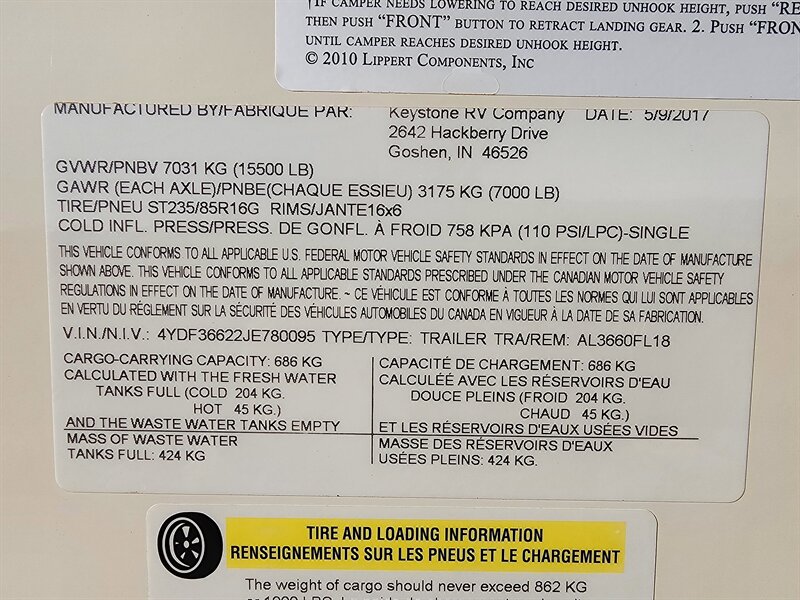 †IF CAMPER NEEDS LOWERING TO REACH DESIRED UNHOOK HEIGHT, PUSH "RE
THEN PUSH "FRONT" BUTTON TO RETRACT LANDING GEAR. 2. PUSH "FRON
UNTIL CAMPER REACHES DESIRED UNHOOK HEIGHT.
© 2010 LIPPERT COMPONENTS, INC
MANUFACTURED BY/FABRIQUE PAR: Keystone RV Company DATE: 5/9/2017
2642 Hackberry Drive
Goshen, IN 46526
GVWR/PNBV 7031 KG (15500 LB)
GAWR (EACH AXLE)/PNBE(CHAQUE ESSIEU) 3175 KG (7000 LB)
TIRE/PNEU ST235/85R16G RIMS/JANTE16x6
COLD INFL. PRESS/PRESS. DE GONFL. À FROID 758 KPA (110 PSI/LPC)-SINGLE
THIS VEHICLE CONFORMS TO ALL APPLICABLE U.S. FEDERAL MOTOR VEHICLE SAFETY STANDARDS IN EFFECT ON THE DATE OF MANUFACTURE
SHOWN ABOVE. THIS VEHICLE CONFORMS TO ALL APPLICABLE STANDARDS PRESCRIBED UNDER THE CANADIAN MOTOR VEHICLE SAFETY
REGULATIONS IN EFFECT ON THE DATE OF MANUFACTURE. ~ CE VÉHICULE EST CONFORME À TOUTES LES NORMES QUI LUI SONT APPLICABLES
EN VERTU DU RÉGLEMENT SUR LA SÉCURITÉ DES VÉHICULES AUTOMOBILES DU CANADA EN VIGUEUR À LA DATE DE SA FABRICATION.
V.I.N./N.I.V.: 4YDF36622JE780095 TYPE/TYPE: TRAILER TRA/REM: AL3660FL18
CARGO-CARRYING CAPACITY: 686 KG
CALCULATED WITH THE FRESH WATER
TANKS FULL (COLD 204 KG.
HOT 45 KG.)
AND THE WASTE WATER TANKS EMPTY
MASS OF WASTE WATER
TANKS FULL: 424 KG
CAPACITÉ DE CHARGEMENT: 686 KG
CALCULÉE AVEC LES RÉSERVOIRS D'EAU
DOUCE PLEINS (FROID 204 KG.
CHAUD 45 KG.)
ET LES RÉSERVOIRS D'EAUX USÉES VIDES
MASSE DES RÉSERVOIRS D'EAUX
USÉES PLEINS: 424 KG.
TIRE AND LOADING INFORMATION
RENSEIGNEMENTS SUR LES PNEUS ET LE CHARGEMENT
The weight of cargo should never exceed 862 KG